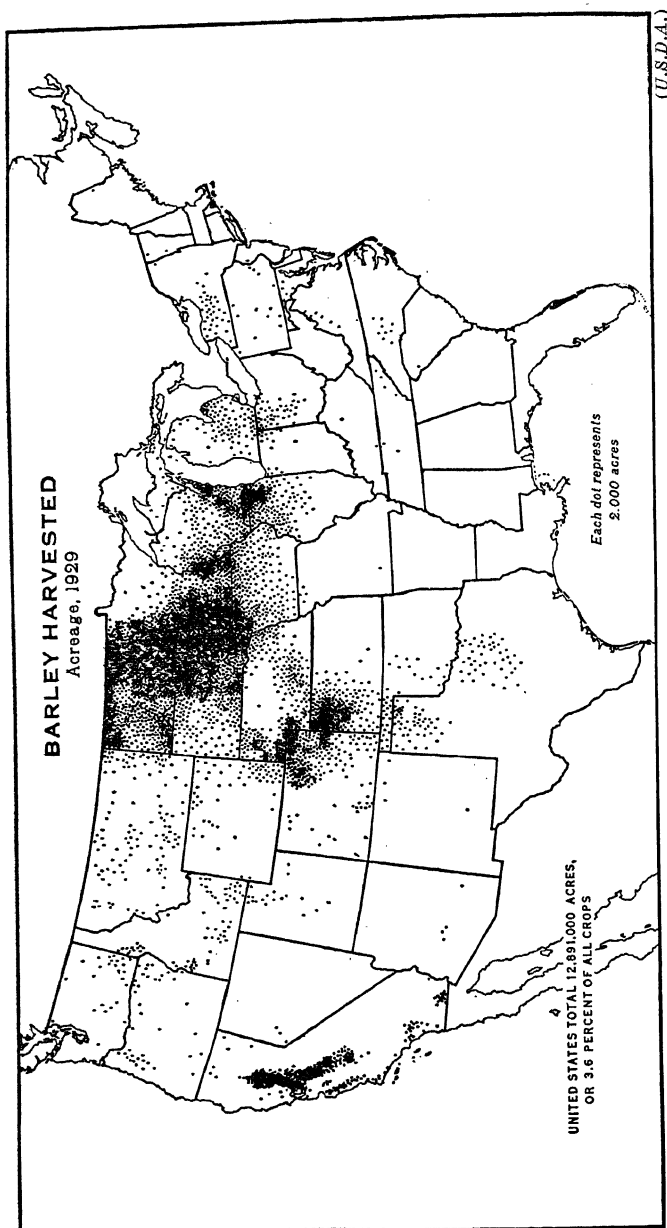 BARLEY HARVESTED
Acreage, 1929
Each dot represents
2,000 acres
UNITED STATES TOTAL 12,891,000 ACRES,
OR 3.6 PERCENT OF ALL CROPS
(U.S.D.A.)